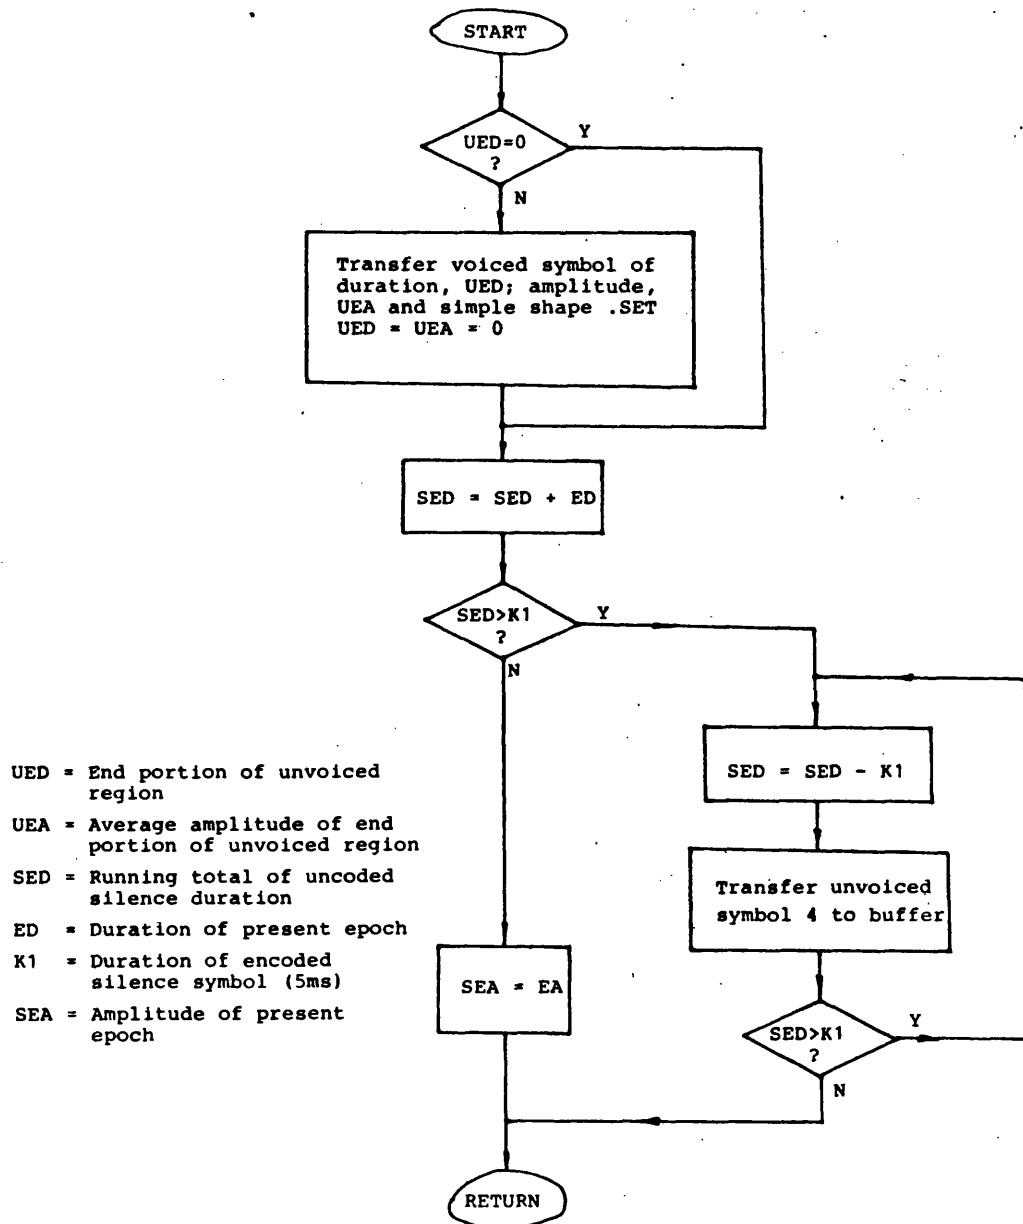 START
UED=0
?
Y
N
Transfer voiced symbol of
duration, UED; amplitude,
UEA and simple shape .SET
UED = UEA = 0
SED = SED + ED
SED>K1
?
Y
N
SED = SED - K1
Transfer unvoiced
symbol 4 to buffer
SED>K1
?
Y
N
SEA = EA
RETURN
UED = End portion of unvoiced
region
UEA = Average amplitude of end
portion of unvoiced region
SED = Running total of uncoded
silence duration
ED = Duration of present epoch
K1 = Duration of encoded
silence symbol (5ms)
SEA = Amplitude of present
epoch